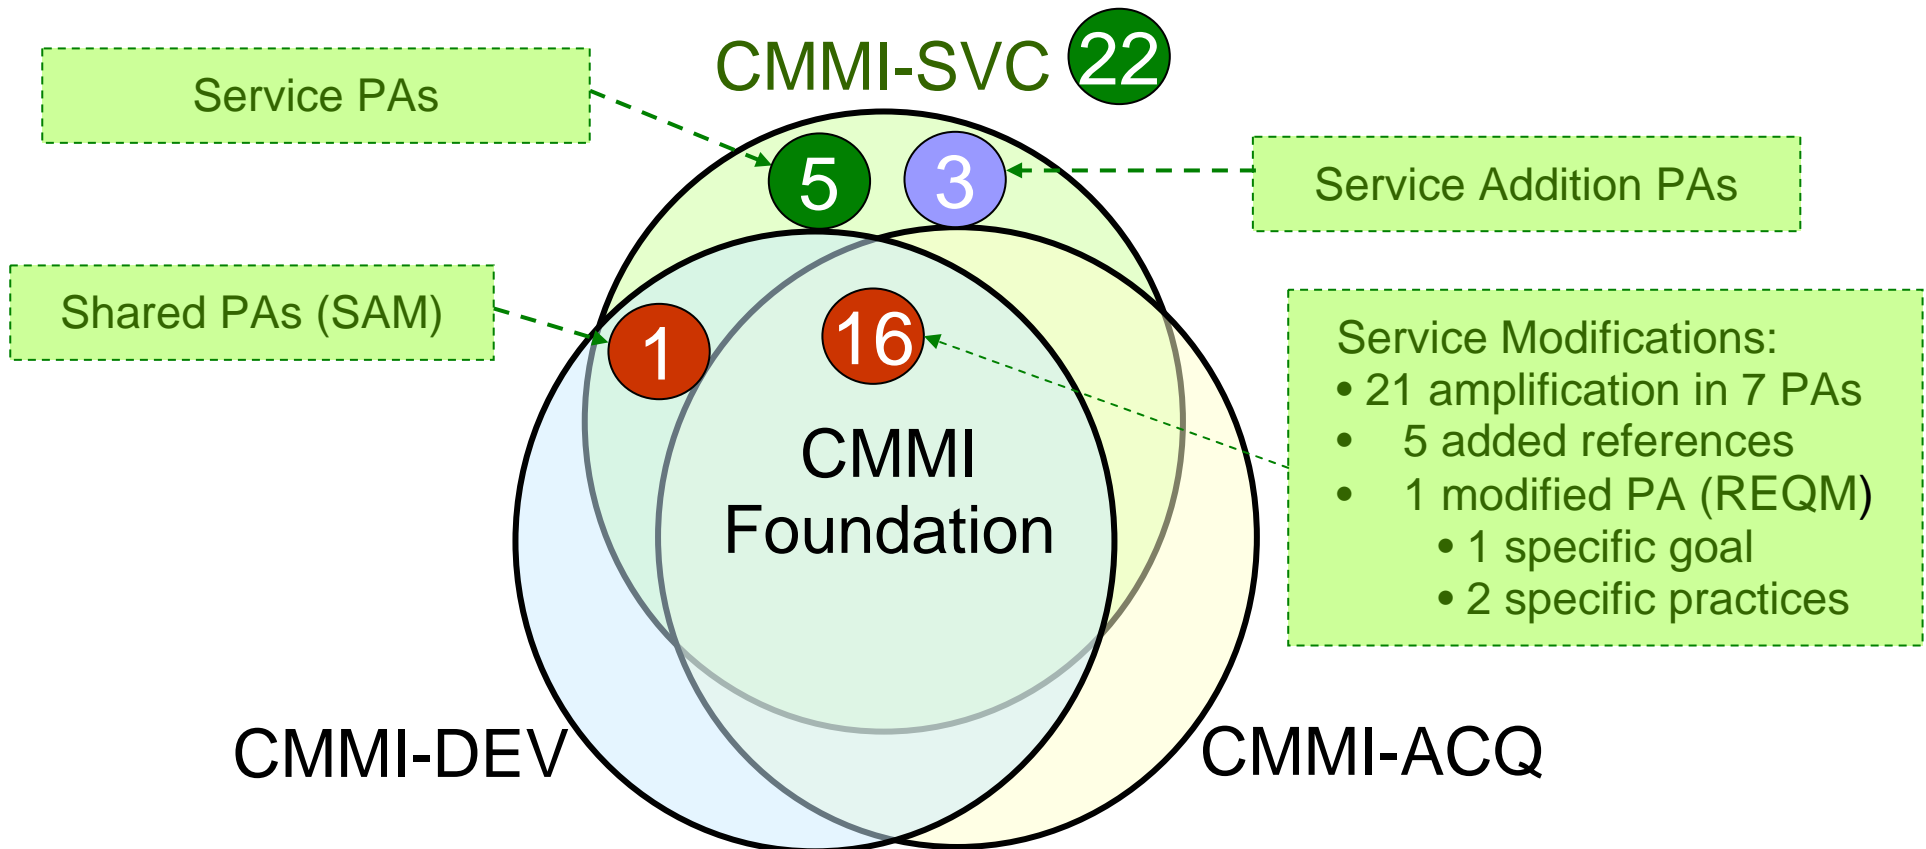 CMMI-SVC 22
Service PAs
5
3
Service Addition PAs
Shared PAs (SAM)
1
16
Service Modifications:
• 21 amplification in 7 PAs
• 5 added references
• 1 modified PA (REQM)
• 1 specific goal
• 2 specific practices
CMMI
Foundation
CMMI-DEV
CMMI-ACQ